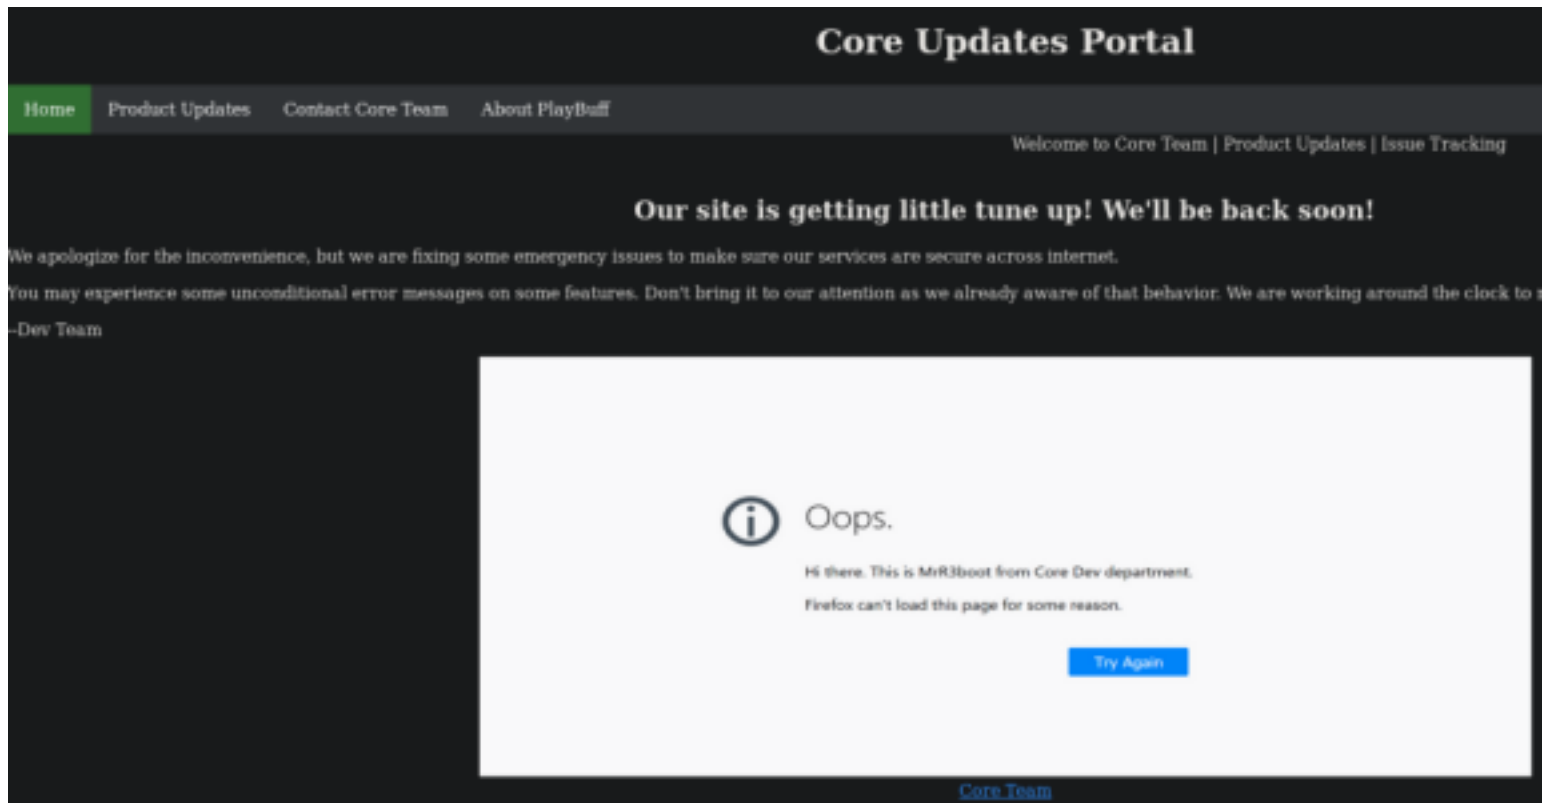 Core Updates Portal
Home Product Updates Contact Core Team About PlayBuff
Welcome to Core Team | Product Updates | Issue Tracking
Our site is getting little tune up! We'll be back soon!
We apologize for the inconvenience, but we are fixing some emergency issues to make sure our services are secure across internet.
You may experience some unconditional error messages on some features. Don't bring it to our attention as we already aware of that behavior. We are working around the clock to
--Dev Team
Oops.
Hi there. This is MrR3boot from Core Dev department.
Firefox can't load this page for some reason.
Try Again
Core Team